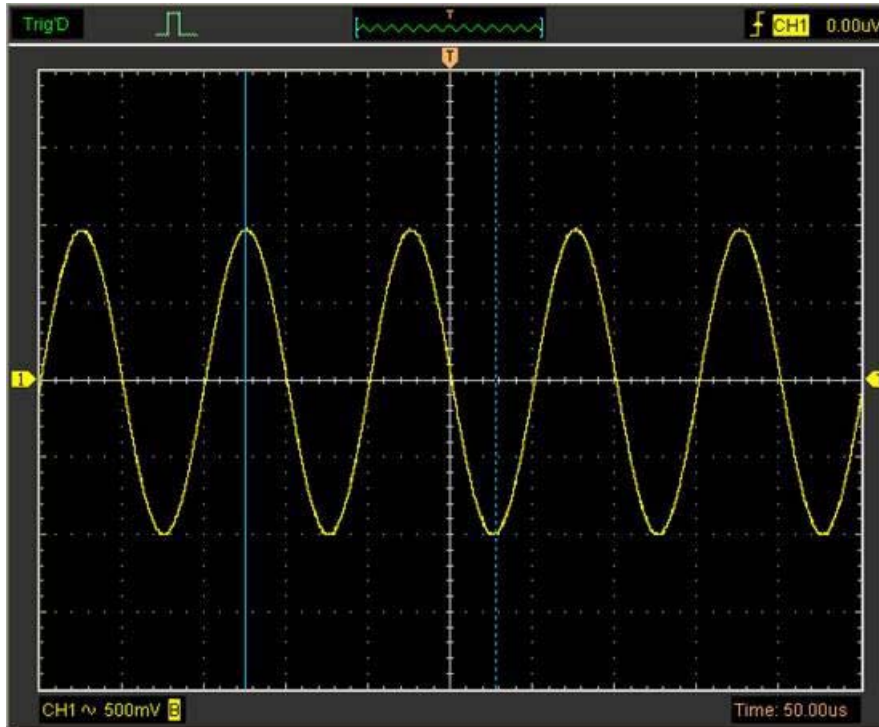 Trig'D
T
CH1 0.00uV
T
1
CH1 ∿ 500mV B
Time: 50.00us